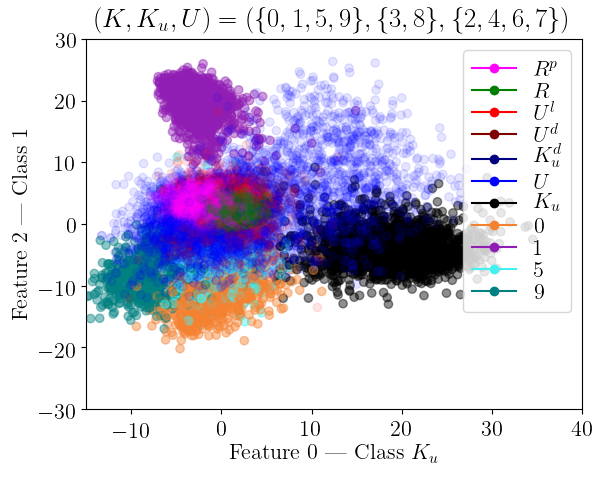 (K, K_u, U) = ({0, 1, 5, 9}, {3, 8}, {2, 4, 6, 7})
30
20
10
0
−10
−20
−30
Feature 2 — Class 1
−10 0 10 20 30 40
Feature 0 — Class K_u
R^p
R
U^l
U^d
K_u^d
U
K_u
0
1
5
9